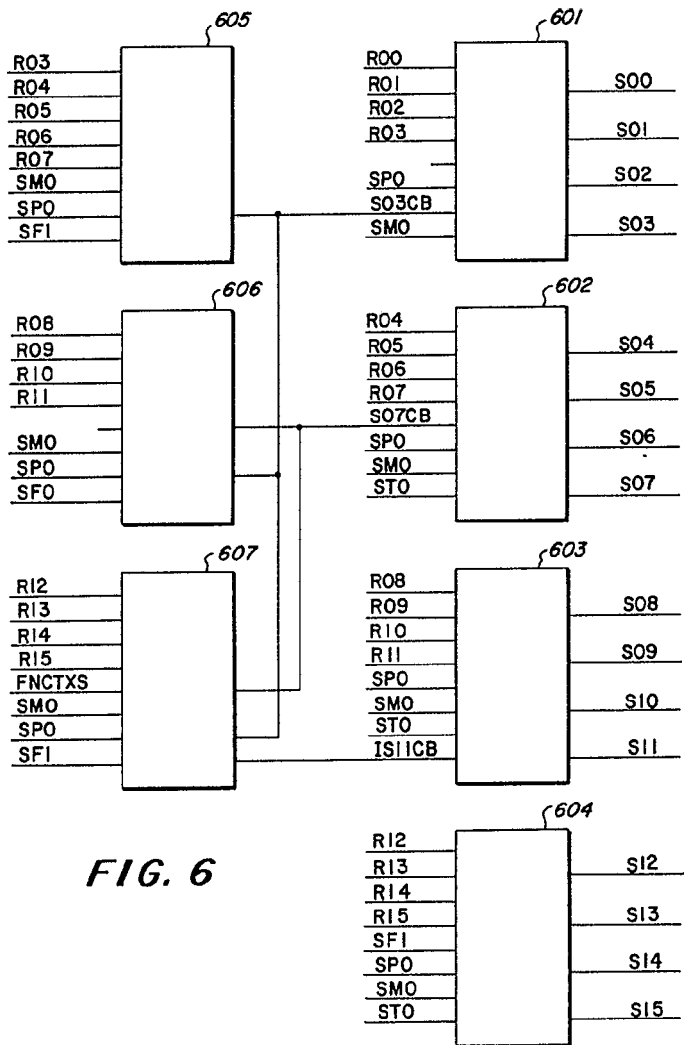 605
R03
R04
R05
R06
R07
SM0
SP0
SF1
601
R00
R01
R02
R03
SP0
S03CB
SM0
S00
S01
S02
S03
606
R08
R09
R10
R11
SM0
SP0
SF0
602
R04
R05
R06
R07
S07CB
SP0
SM0
ST0
S04
S05
S06
S07
607
R12
R13
R14
R15
FNCTXS
SM0
SP0
SF1
603
R08
R09
R10
R11
SP0
SM0
ST0
IS11CB
S08
S09
S10
S11
604
R12
R13
R14
R15
SF1
SP0
SM0
ST0
S12
S13
S14
S15
FIG. 6